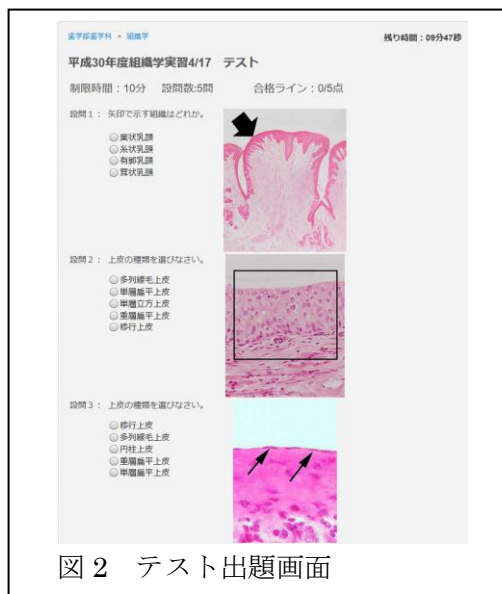 歯学部歯学科 » 組織学
残り時間：09分47秒
平成30年度組織学実習4/17　テスト
制限時間：10分　設問数:5問　合格ライン：0/5点
設問1： 矢印で示す組織はどれか。
葉状乳頭
糸状乳頭
有郭乳頭
茸状乳頭
設問2： 上皮の種類を選びなさい。
多列線毛上皮
単層扁平上皮
単層立方上皮
重層扁平上皮
移行上皮
設問3： 上皮の種類を選びなさい。
移行上皮
多列線毛上皮
円柱上皮
重層扁平上皮
単層扁平上皮
図 2　テスト出題画面